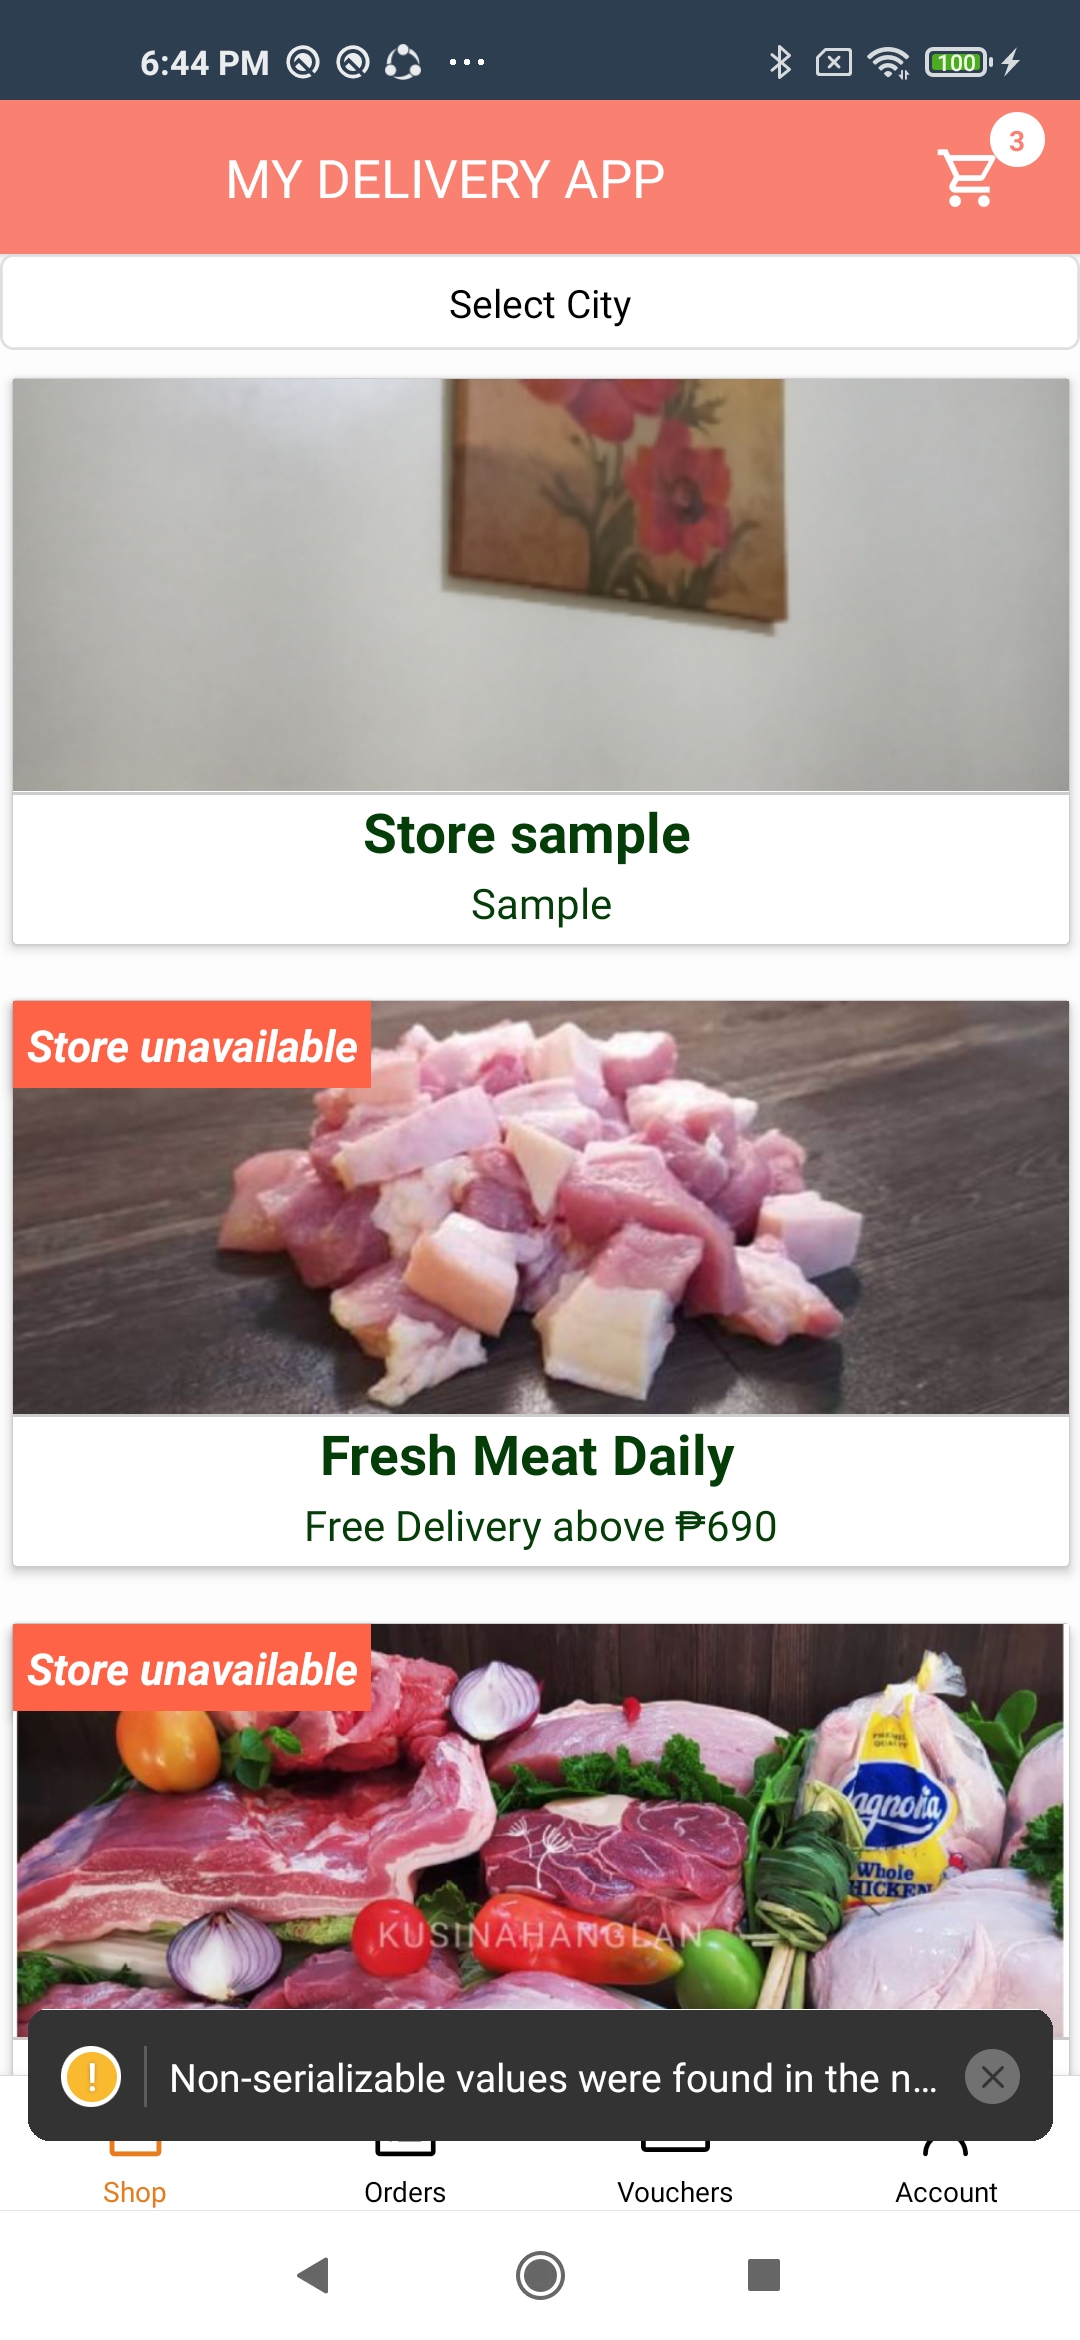 6:44 PM
100
MY DELIVERY APP
3
Select City
Store sample
Sample
Store unavailable
Fresh Meat Daily
Free Delivery above ₱690
Store unavailable
PREMIUM
QUALITY
Magnolia
Whole
CHICKEN
KUSINAHANGLAN
Non-serializable values were found in the n...
Shop
Orders
Vouchers
Account